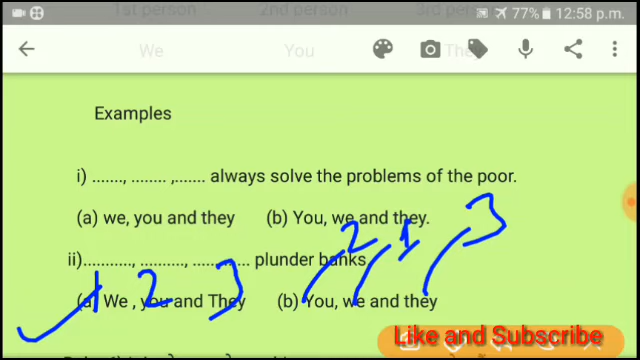 1st person 2nd person 3rd person
77% 12:58 p.m.
We You They
Examples
i) ......., ........ ,....... always solve the problems of the poor.
(a) we, you and they (b) You, we and they.
2 1 3
ii)..........., .........., ............ plunder banks.
1 2 3
(a) We , you and They (b) You, we and they
Like and Subscribe